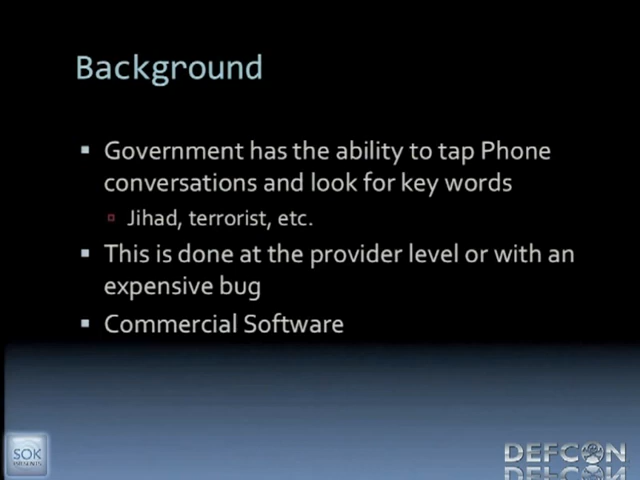 Background
Government has the ability to tap Phone
conversations and look for key words
Jihad, terrorist, etc.
This is done at the provider level or with an
expensive bug
Commercial Software
SOK
PRESENTS
DEFCON